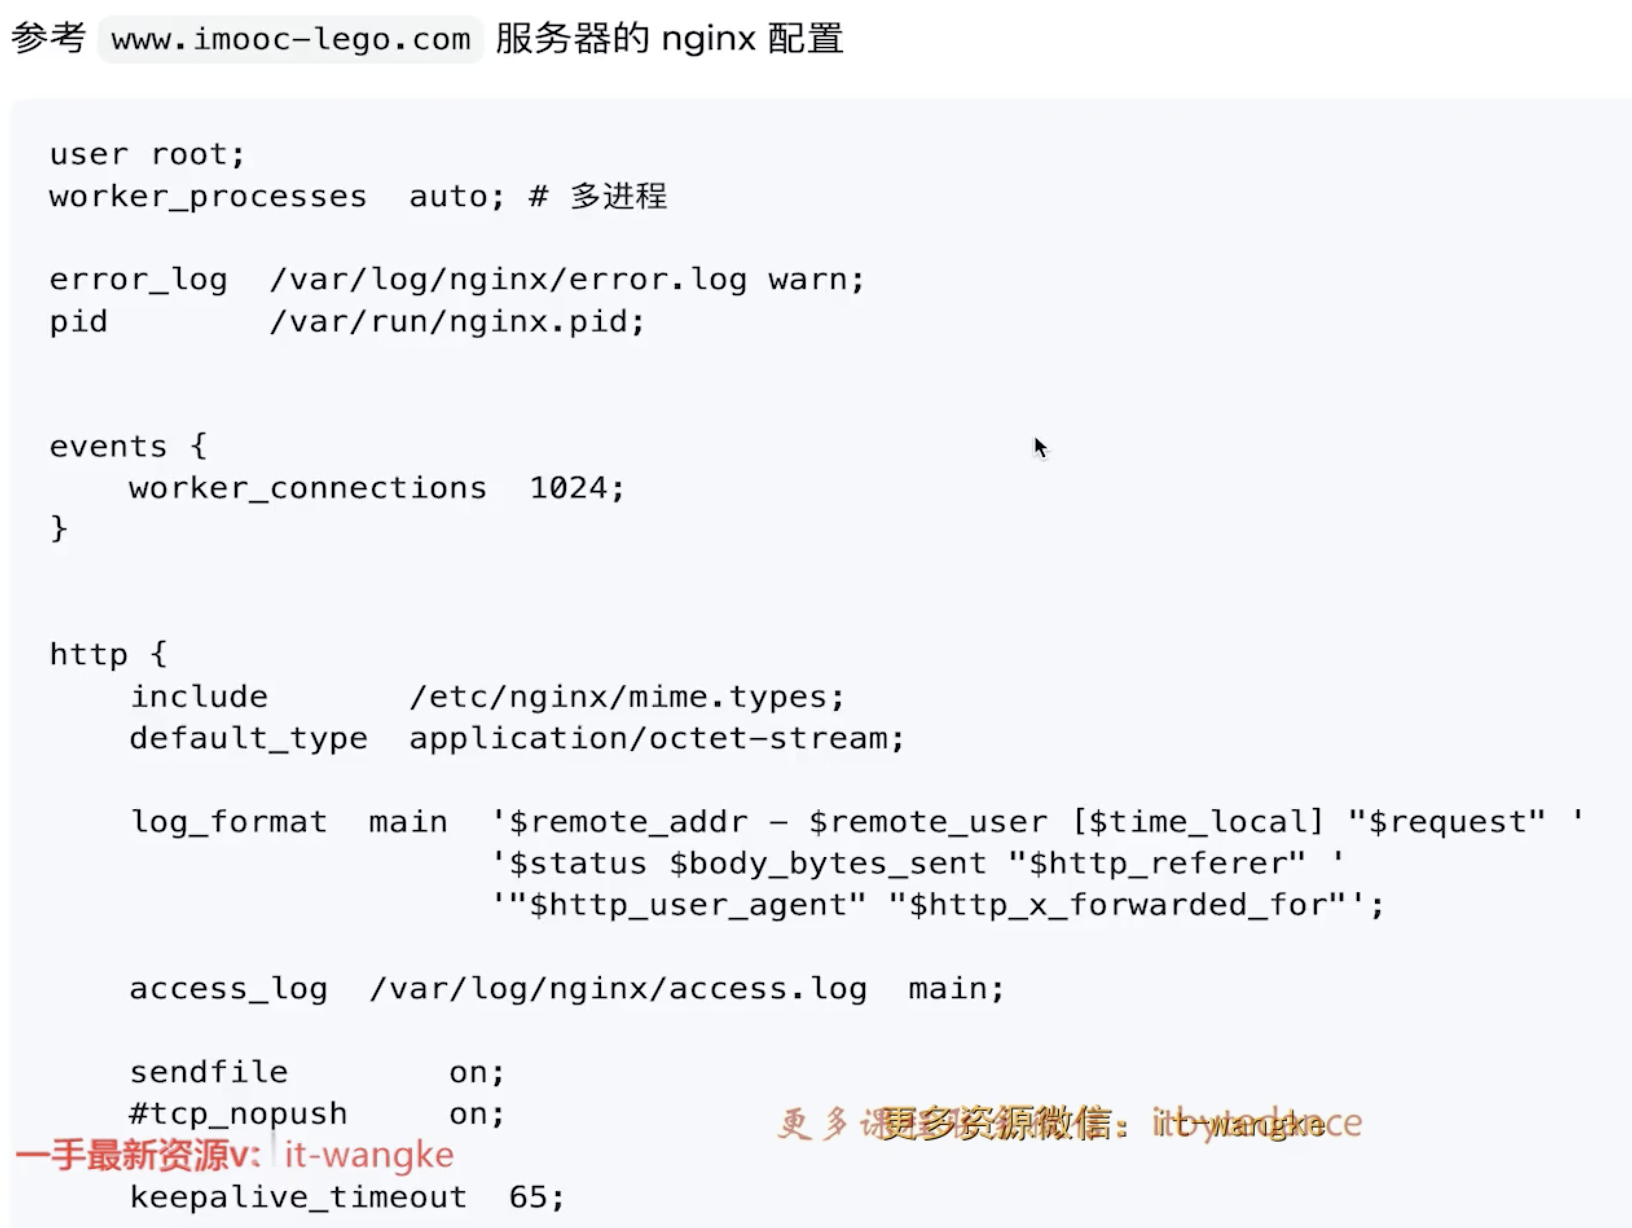 参考 www.imooc-lego.com 服务器的 nginx 配置
user root;
worker_processes  auto; # 多进程
error_log  /var/log/nginx/error.log warn;
pid        /var/run/nginx.pid;
events {
    worker_connections  1024;
}
http {
    include       /etc/nginx/mime.types;
    default_type  application/octet-stream;
    log_format  main  '$remote_addr - $remote_user [$time_local] "$request" '
                      '$status $body_bytes_sent "$http_referer" '
                      '"$http_user_agent" "$http_x_forwarded_for"';
    access_log  /var/log/nginx/access.log  main;
    sendfile        on;
    #tcp_nopush     on;
更多资源微信：it-wangke
一手最新资源v: it-wangke
    keepalive_timeout  65;